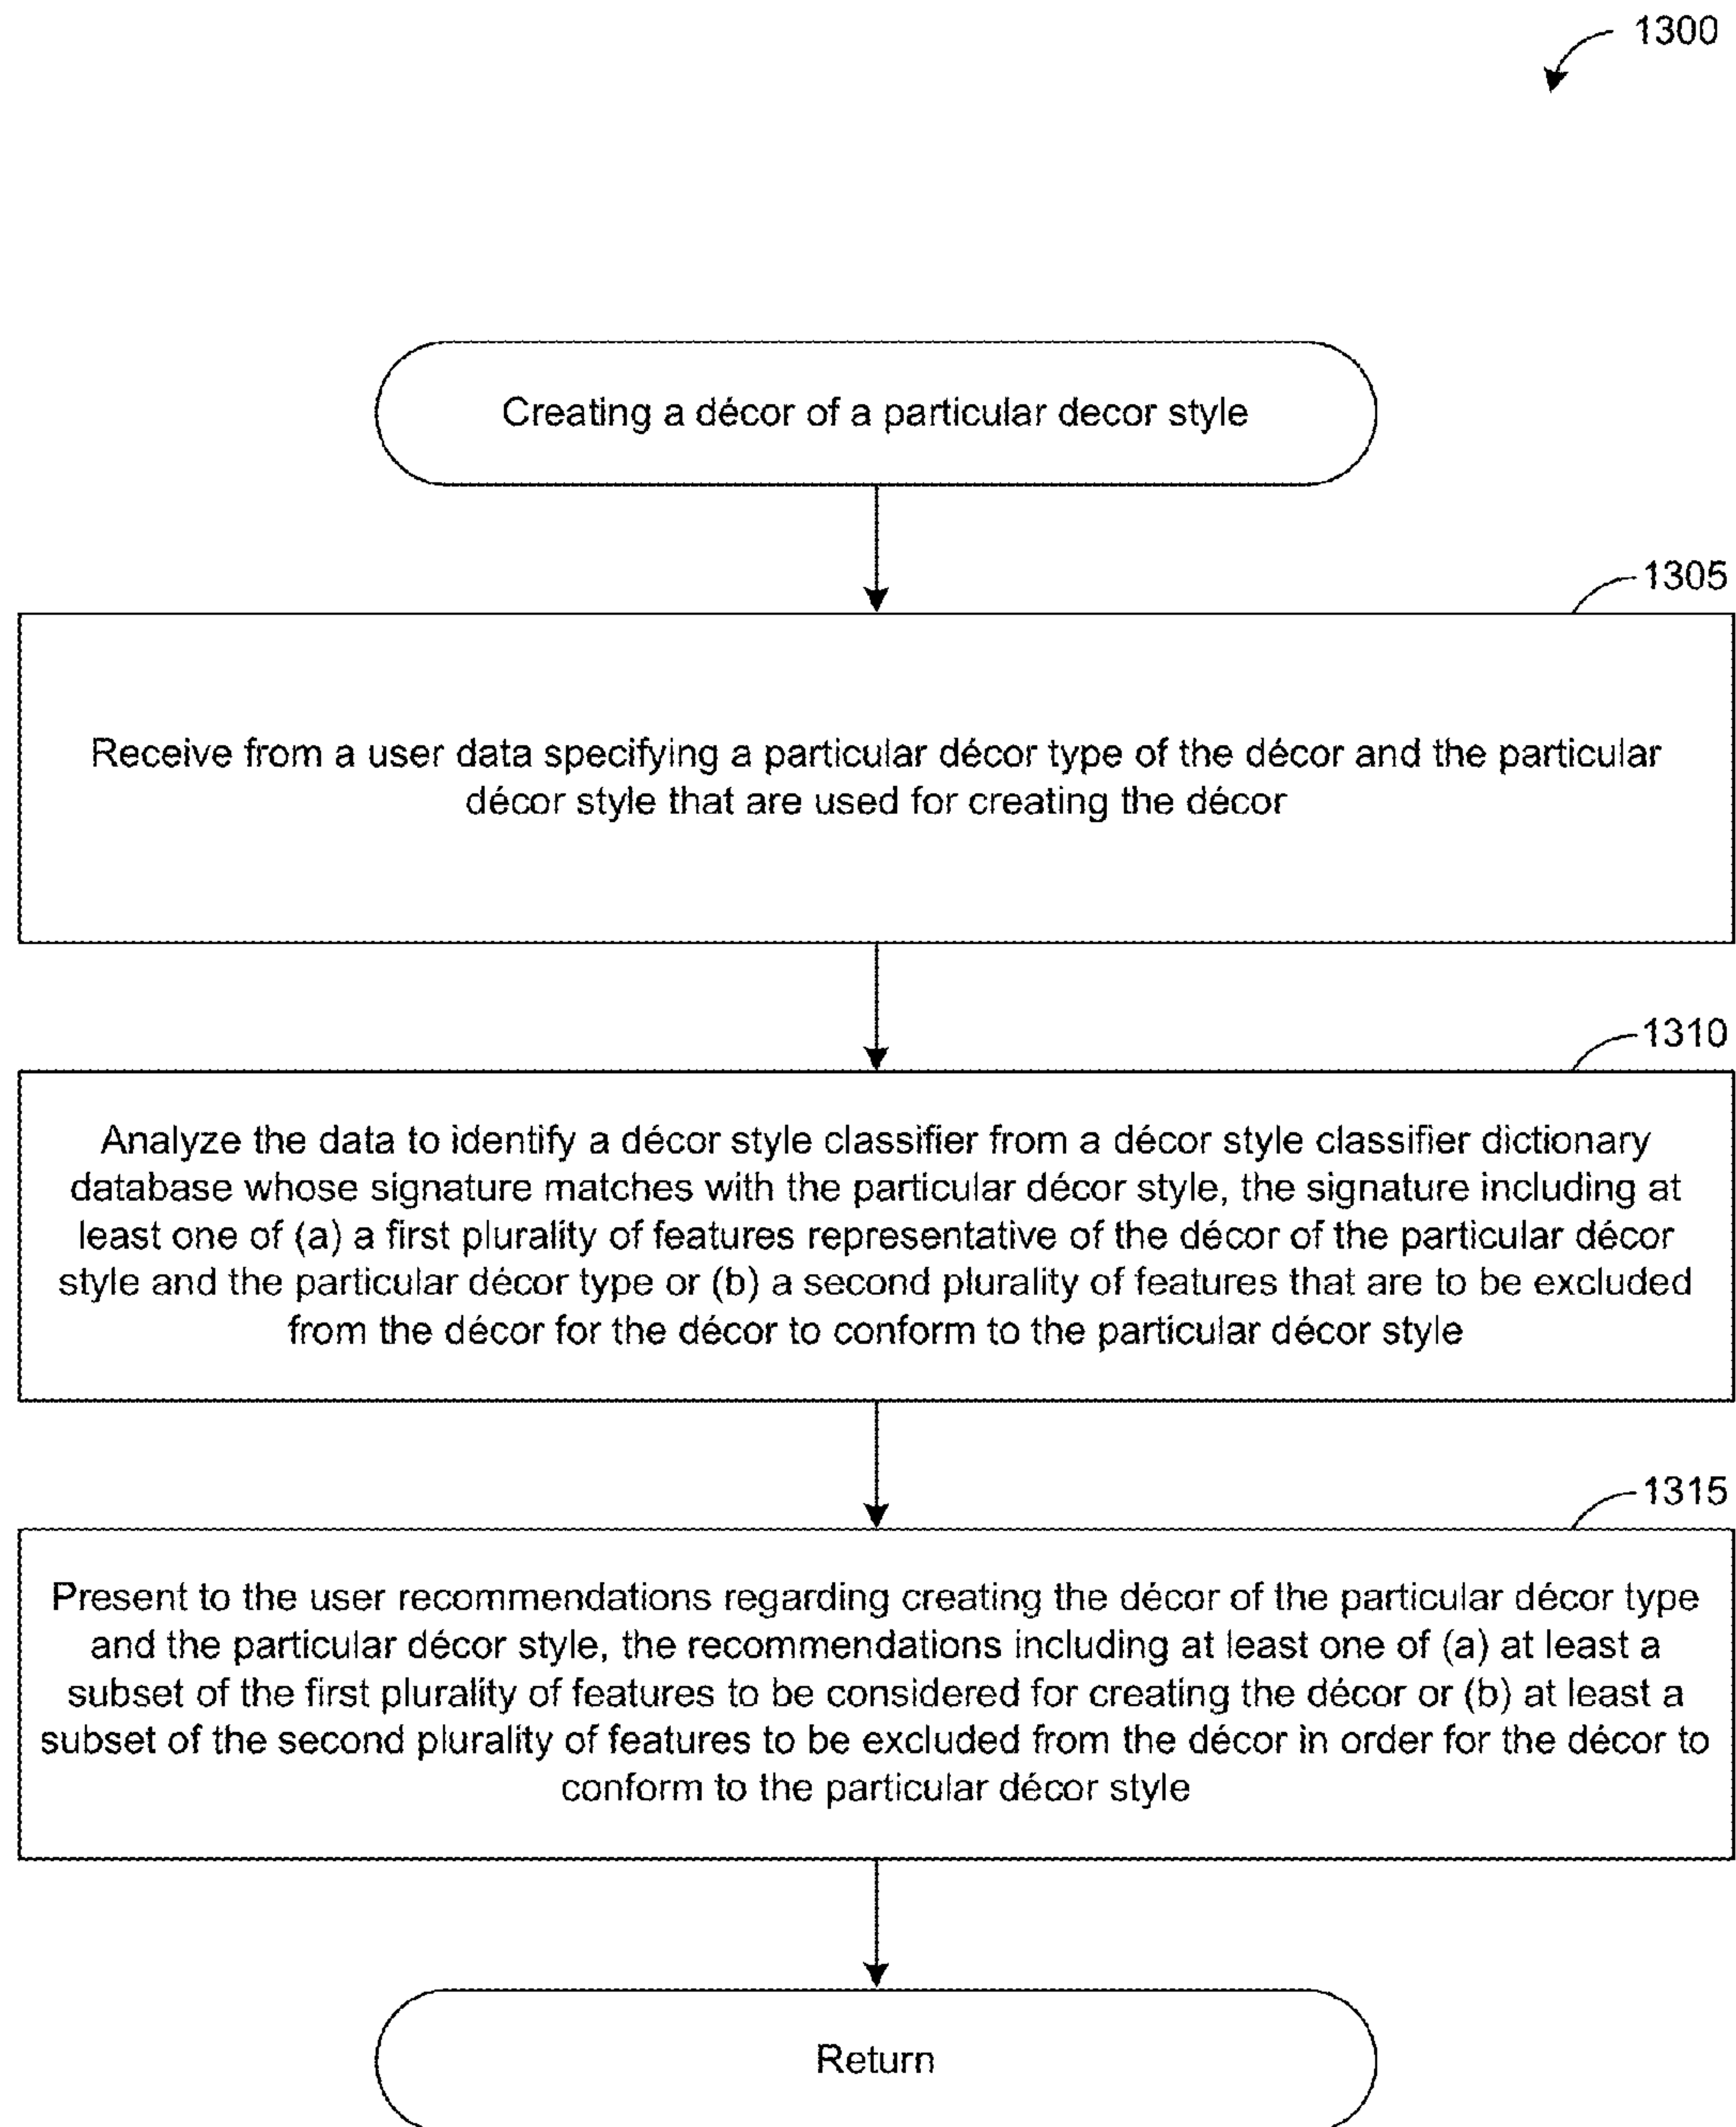 1300
Creating a décor of a particular decor style
1305
Receive from a user data specifying a particular décor type of the décor and the particular
décor style that are used for creating the décor
1310
Analyze the data to identify a décor style classifier from a décor style classifier dictionary
database whose signature matches with the particular décor style, the signature including at
least one of (a) a first plurality of features representative of the décor of the particular décor
style and the particular décor type or (b) a second plurality of features that are to be excluded
from the décor for the décor to conform to the particular décor style
1315
Present to the user recommendations regarding creating the décor of the particular décor type
and the particular décor style, the recommendations including at least one of (a) at least a
subset of the first plurality of features to be considered for creating the décor or (b) at least a
subset of the second plurality of features to be excluded from the décor in order for the décor to
conform to the particular décor style
Return